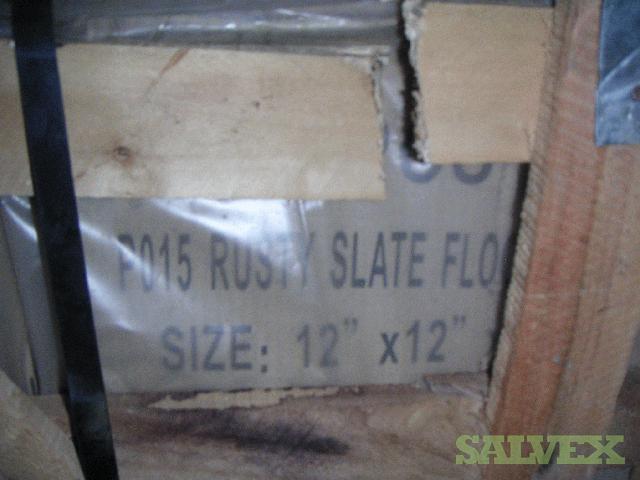 P015 RUSTY SLATE FLO
SIZE: 12" x12"
SALVEX